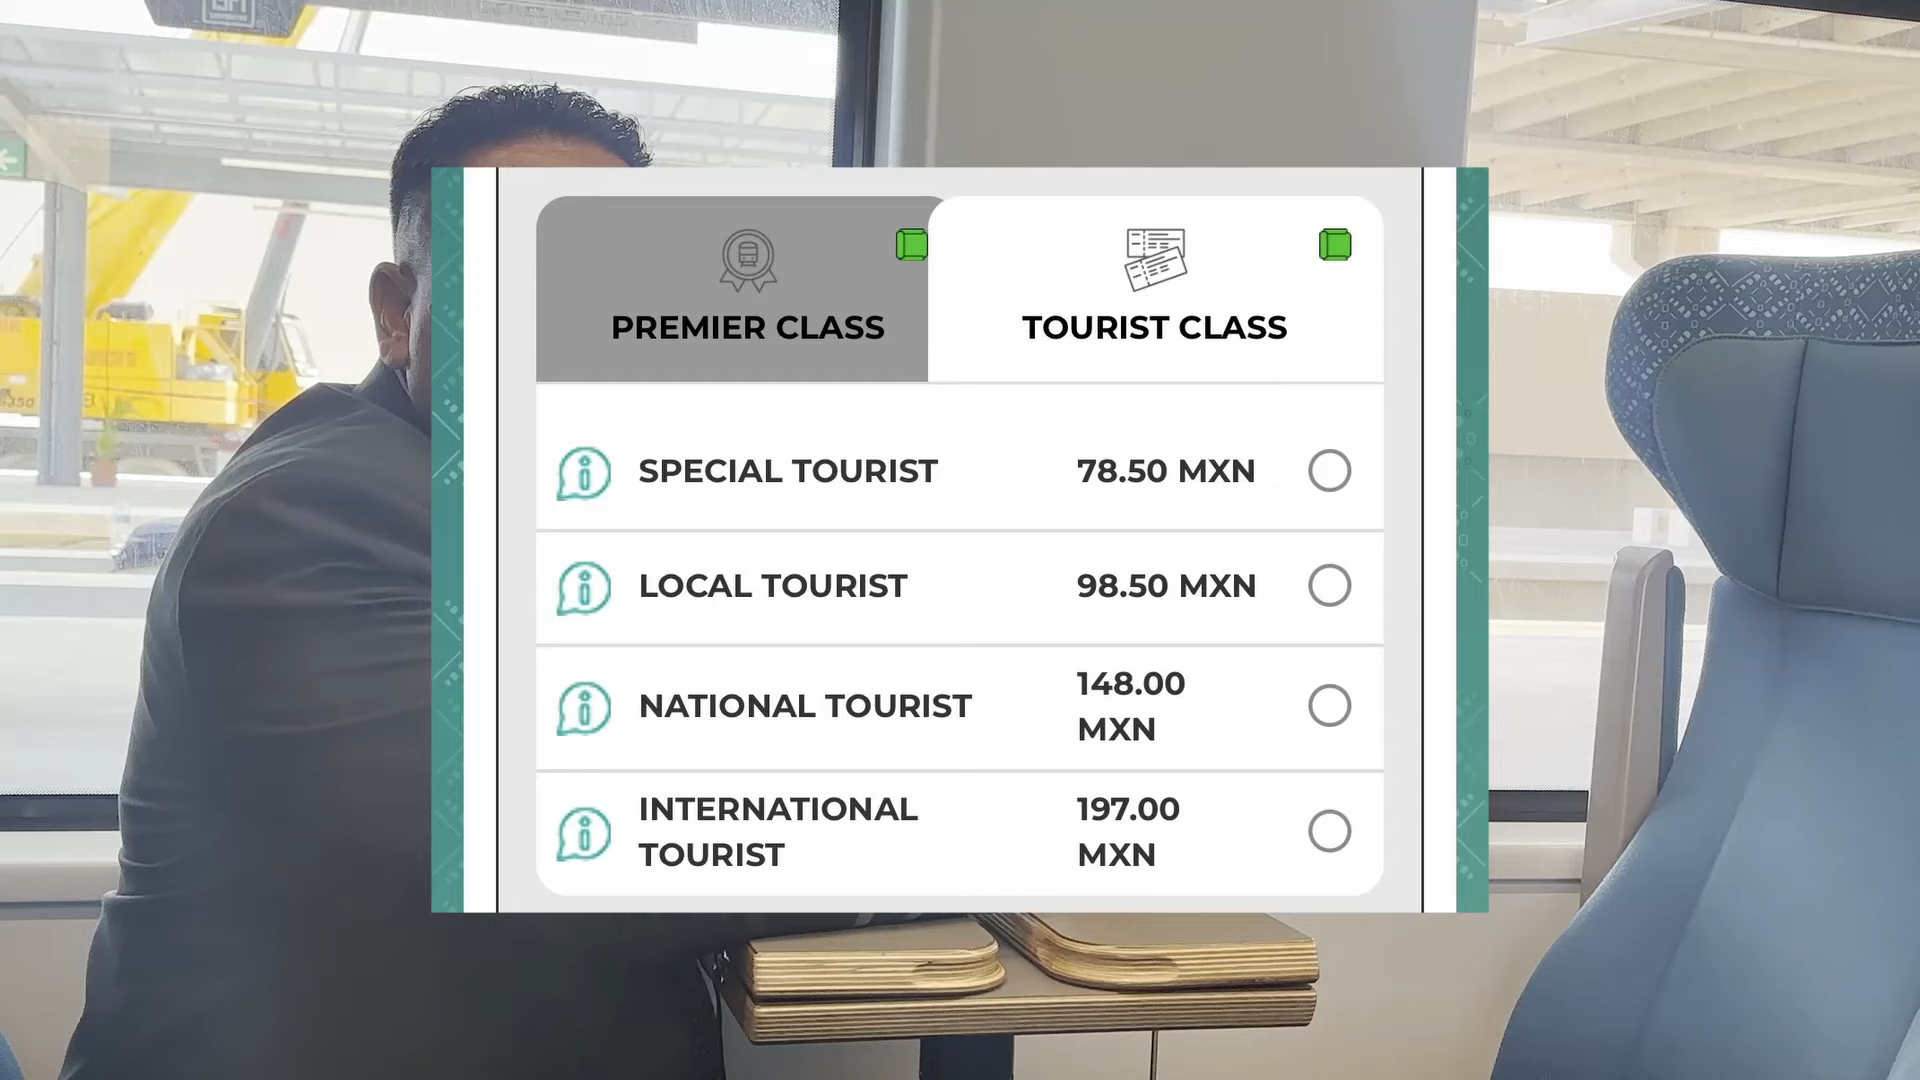 PREMIER CLASS
TOURIST CLASS
SPECIAL TOURIST 78.50 MXN
LOCAL TOURIST 98.50 MXN
NATIONAL TOURIST 148.00 MXN
INTERNATIONAL TOURIST 197.00 MXN